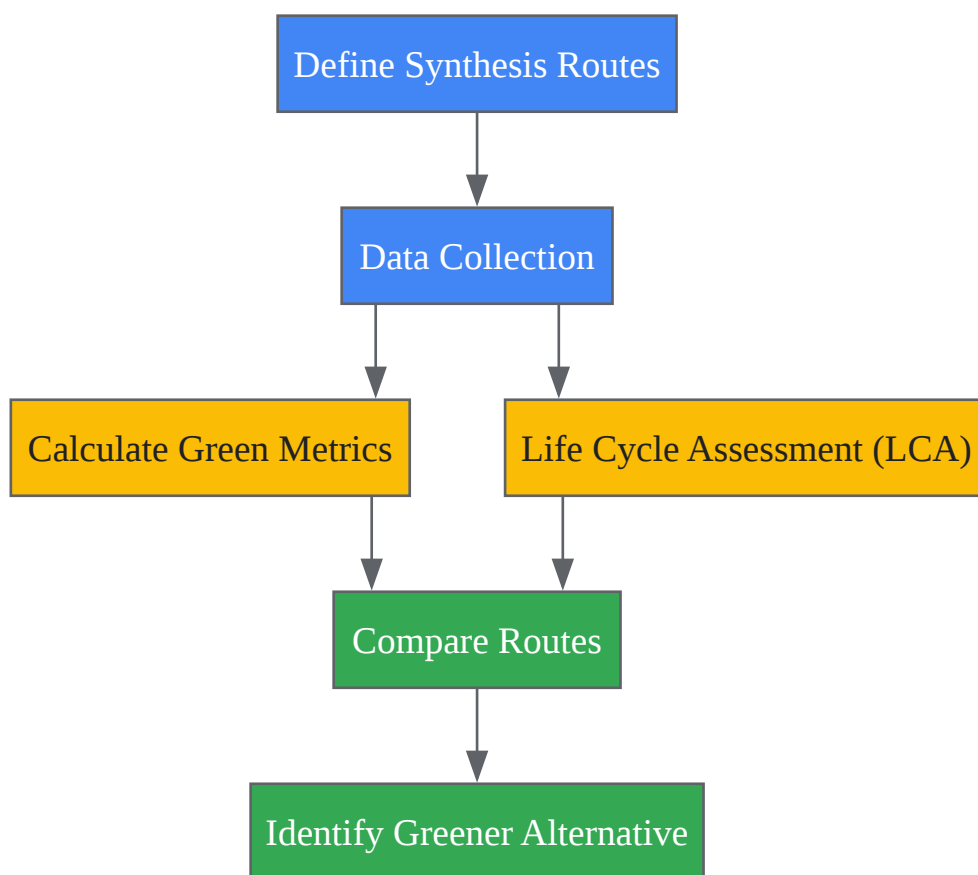 Define Synthesis Routes
Data Collection
Calculate Green Metrics
Life Cycle Assessment (LCA)
Compare Routes
Identify Greener Alternative